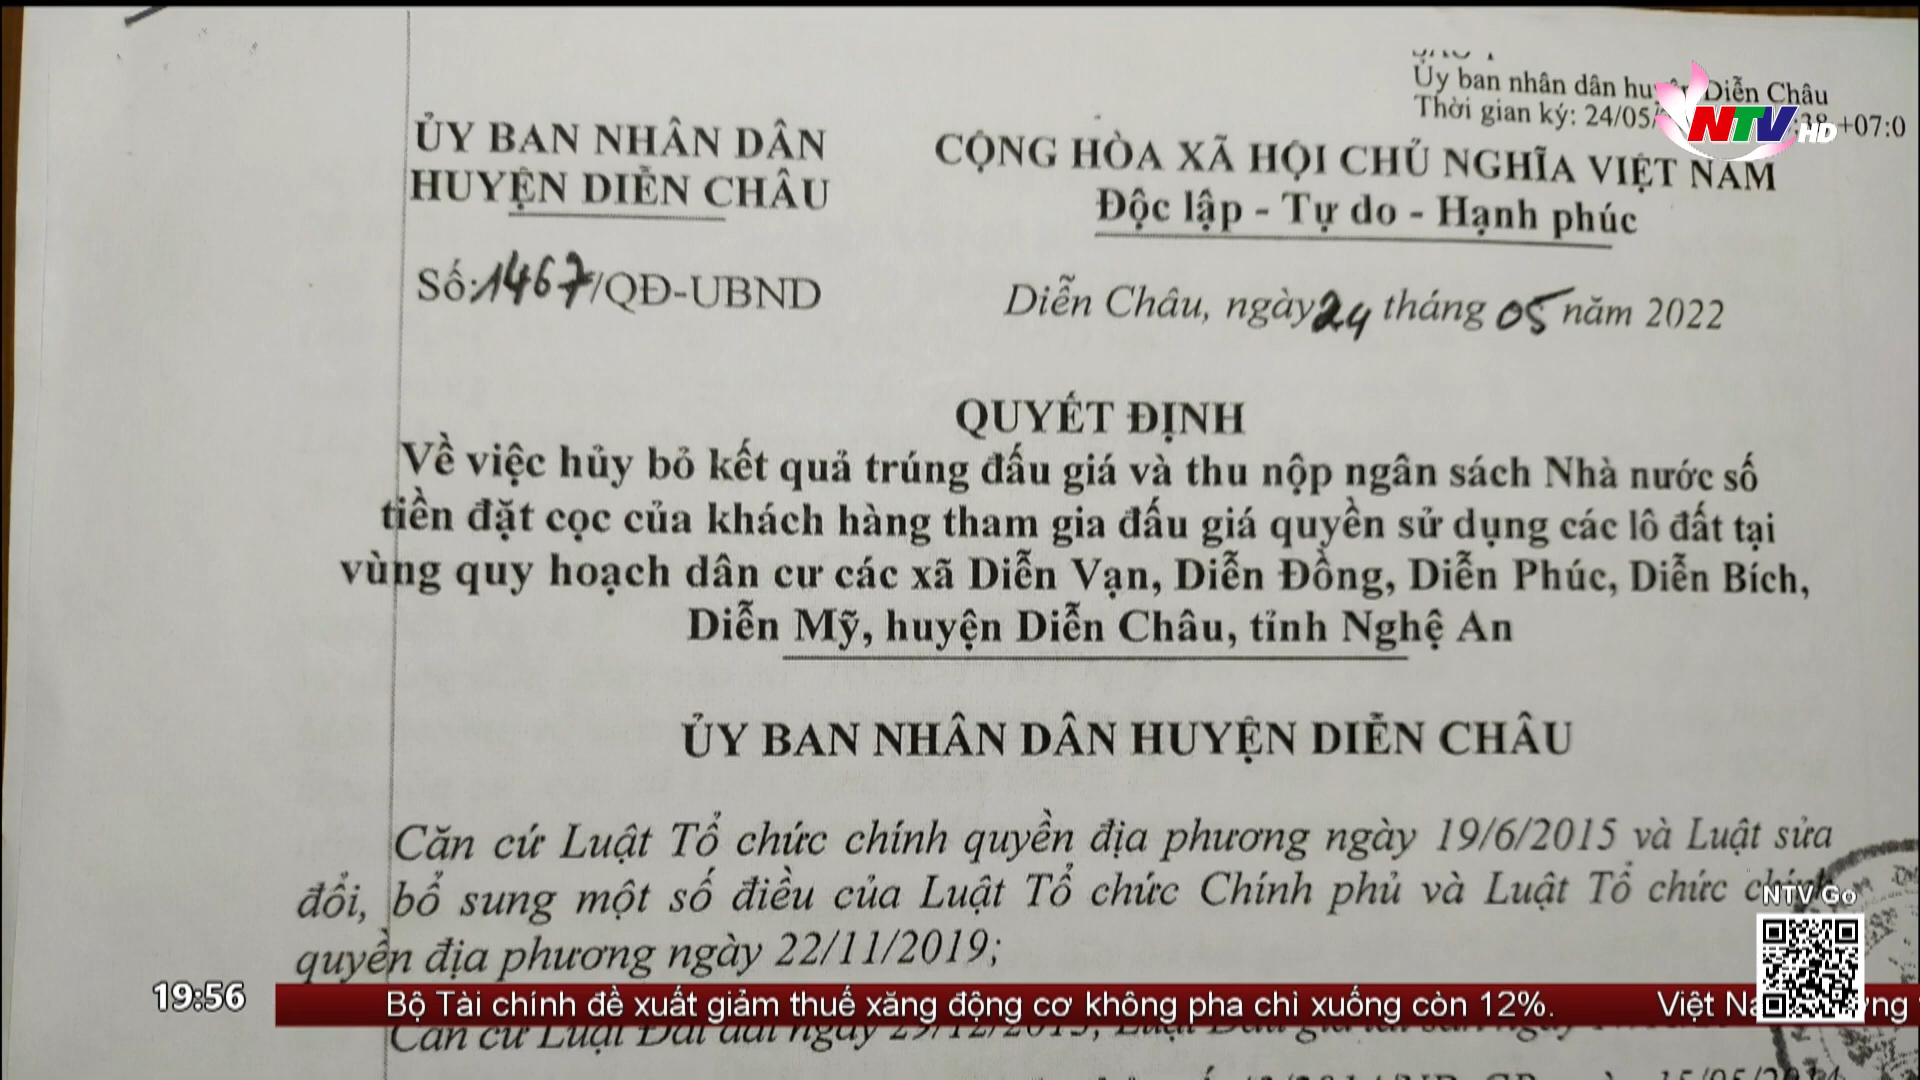 Ủy ban nhân dân Diễn Châu
Thời gian ký: 24/05/ +07:0
NTV HD
ỦY BAN NHÂN DÂN
HUYỆN DIỄN CHÂU
CỘNG HÒA XÃ HỘI CHỦ NGHĨA VIỆT NAM
Độc lập - Tự do - Hạnh phúc
Số: 1467/QĐ-UBND
Diễn Châu, ngày 24 tháng 05 năm 2022
QUYẾT ĐỊNH
Về việc hủy bỏ kết quả trúng đấu giá và thu nộp ngân sách Nhà nước số
tiền đặt cọc của khách hàng tham gia đấu giá quyền sử dụng các lô đất tại
vùng quy hoạch dân cư các xã Diễn Vạn, Diễn Đồng, Diễn Phúc, Diễn Bích,
Diễn Mỹ, huyện Diễn Châu, tỉnh Nghệ An
ỦY BAN NHÂN DÂN HUYỆN DIỄN CHÂU
Căn cứ Luật Tổ chức chính quyền địa phương ngày 19/6/2015 và Luật sửa
đổi, bổ sung một số điều của Luật Tổ chức Chính phủ và Luật Tổ chức chính
quyền địa phương ngày 22/11/2019;
NTV Go
19:56
Bộ Tài chính đề xuất giảm thuế xăng động cơ không pha chì xuống còn 12%. Việt
Căn cứ Luật Đất đai ngày